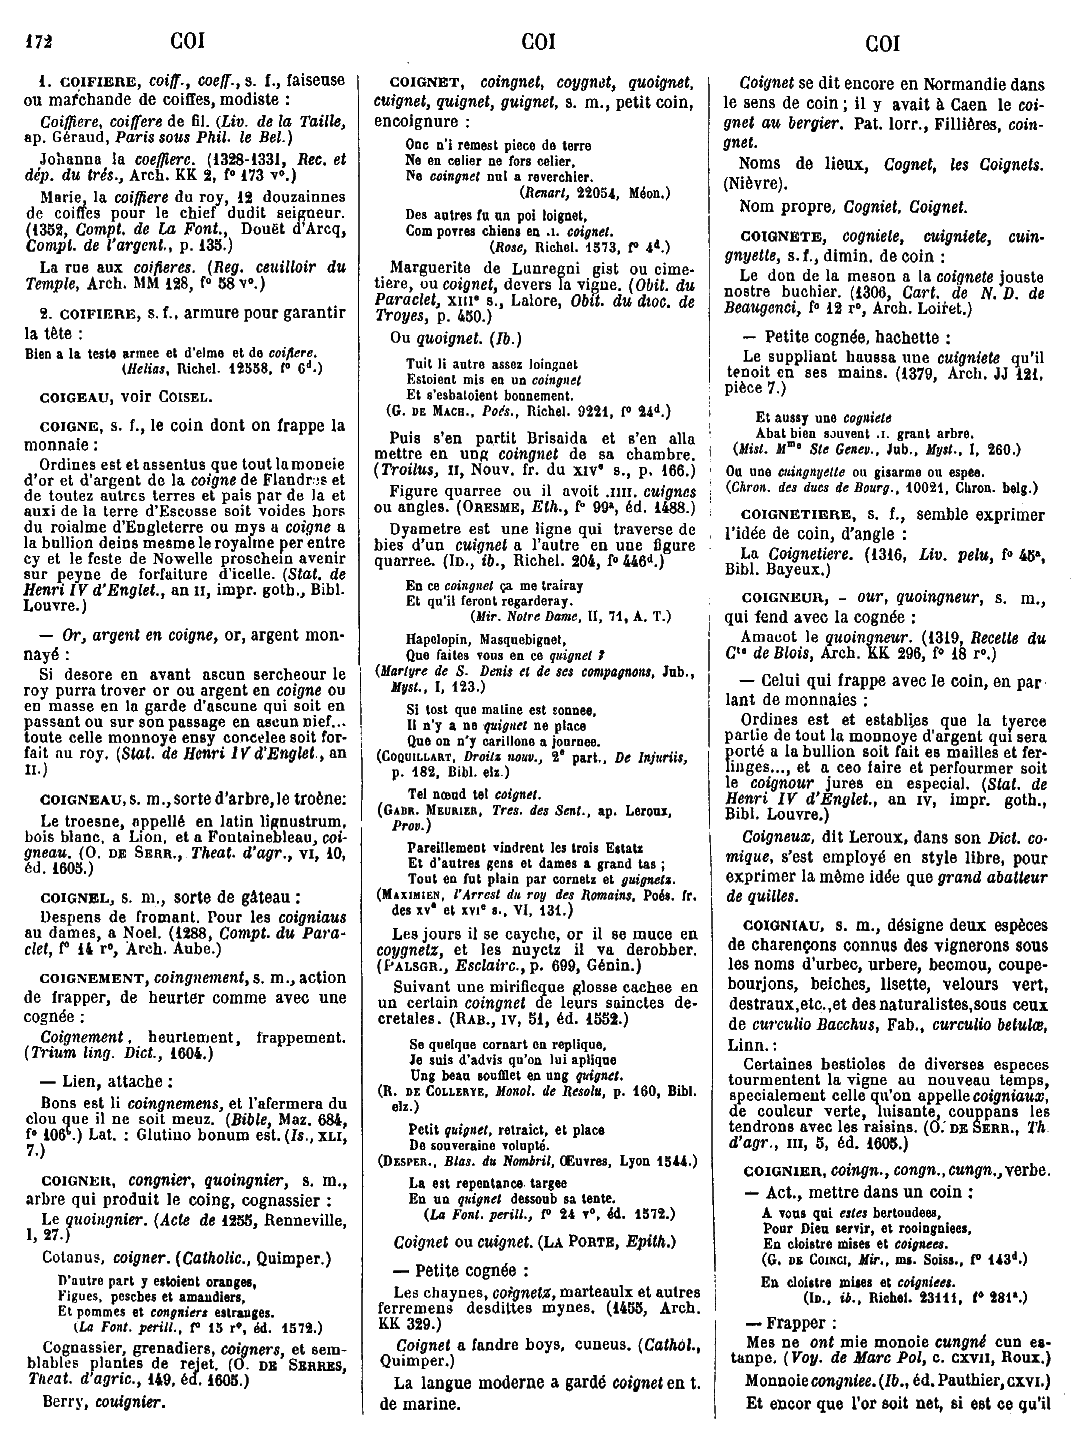 172 COI COI COI
1. COIFIERE, coiff., coeff., s. f., faiseuse
ou marchande de coiffes, modiste :
Coiffiere, coiffere de fil. (Liv. de la Taille,
ap. Géraud, Paris sous Phil. le Bel.)
Johanna la coeffierc. (1328-1331, Rec. et
dép. du trés., Arch. KK 2, f° 173 v°.)
Marie, la coiffiere du roy, 12 douzainnes
de coiffes pour le chief dudit seigneur.
(1352, Compt. de La Font., Douët d'Arcq,
Compt. de l'argent., p. 135.)
La rue aux coifieres. (Reg. ceuilloir du
Temple, Arch. MM 128, f° 58 v°.)
2. COIFIERE, s. f., armure pour garantir
la tête :
Bien a la teste armee et d'elme et de coifiere.
(Helias, Richel. 12558, f° 6d.)
COIGEAU, voir COISEL.
COIGNE, s. f., le coin dont on frappe la
monnaie :
Ordines est et assentus que tout la moneie
d'or et d'argent de la coigne de Flandres et
de toutez autres terres et pais par de la et
auxi de la terre d'Escosse soit voides hors
du roialme d'Engleterre ou mys a coigne a
la bullion deins mesme le royalme per entre
cy et le feste de Nowelle proschein avenir
sur peyne de forfaiture d'icelle. (Stat. de
Henri IV d'Englet., an II, impr. goth., Bibl.
Louvre.)
— Or, argent en coigne, or, argent mon-
nayé :
Si desore en avant ascun sercheour le
roy purra trover or ou argent en coigne ou
en masse en la garde d'ascune qui soit en
passant ou sur son passage en ascun nief...
toute celle monnoye ensy concelee soit for-
fait au roy. (Stat. de Henri IV d'Englet., an
II.)
COIGNEAU, s. m., sorte d'arbre, le troène:
Le troesne, appellé en latin lignustrum,
bois blanc, a Lion, et a Fontainebleau, coi-
gneau. (O. DE SERR., Theat. d'agr., VI, 10,
éd. 1605.)
COIGNEL, s. m., sorte de gâteau :
Despens de fromant. Pour les coigniaus
au dames, a Noel. (1288, Compt. du Para-
clet, f° 14 r°, Arch. Aube.)
COIGNEMENT, coingnement, s. m., action
de frapper, de heurter comme avec une
cognée :
Coignement, heurtement, frappement.
(Trium ling. Dict., 1604.)
— Lien, attache :
Bons est li coingnemens, et l'afermera du
clou que il ne soit meuz. (Bible, Maz. 684,
f° 106c.) Lat. : Glutino bonum est. (Is., XLI,
7.)
COIGNER, congnier, quoingnier, s. m.,
arbre qui produit le coing, cognassier :
Le quoingnier. (Acte de 1255, Renneville,
I, 27.)
Cotanus, coigner. (Catholic., Quimper.)
D'autre part y estoient oranges,
Figues, pesches et amandiers,
Et pommes et congniers estranges.
(La Font. perill., f° 15 r°, éd. 1572.)
Cognassier, grenadiers, coigners, et sem-
blables plantes de rejet. (O. DE SERRES,
Theat. d'agric., 149, éd. 1605.)
Berry, couignier.
COIGNET, coingnet, coygnet, quoignet,
cuignet, quignet, guignet, s. m., petit coin,
encoignure :
Onc n'i remest piece de terre
Ne en celier ne fors celier,
Ne coingnet nul a reverchier.
(Renart, 22054, Méon.)
Des autres fu un poi loignet,
Com povres chiens en .I. coignet.
(Rose, Richel. 1573, f° 4d.)
Marguerite de Lunregni gist ou cime-
tiere, ou coignet, devers la vigne. (Obit. du
Paraclet, XIIIe s., Lalore, Obit. du dioc. de
Troyes, p. 450.)
Ou quoignet. (Ib.)
Tuit li autre assez loingnet
Estoient mis en un coingnet
Et s'esbatoient bonnement.
(G. DE MACH., Poés., Richel. 9221, f° 24d.)
Puis s'en partit Brisaida et s'en alla
mettre en ung coingnet de sa chambre.
(Troilus, II, Nouv. fr. du XIVe s., p. 166.)
Figure quarree ou il avoit .IIII. cuignes
ou angles. (ORESME, Eth., f° 99a, éd. 1488.)
Dyametre est une ligne qui traverse de
bies d'un cuignet a l'autre en une figure
quarree. (ID., ib., Richel. 204, f° 446d.)
En ce coingnet ça me trairay
Et qu'il feront regarderay.
(Mir. Notre Dame, II, 71, A. T.)
Hapelopin, Masquebignet,
Que faites vous en ce quignet ?
(Martyre de S. Denis et de ses compagnons, Jub.,
Myst., I, 123.)
Si tost que matine est sonnee,
Il n'y a ne quignet ne place
Que on n'y carillone a journee.
(COQUILLART, Droitz nouv., 2e part., De Injuriis,
p. 182, Bibl. elz.)
Tel nœud tel coignet.
(GABR. MEURIER, Tres. des Sent., ap. Leroux,
Prov.)
Pareillement vindrent les trois Estatz
Et d'autres gens et dames a grand tas ;
Tout en fut plain par cornetz et guignetz.
(MAXIMIEN, l'Arrest du roy des Romains, Poés. fr.
des XVe et XVIe s., VI, 131.)
Les jours il se cayche, or il se muce en
coygnetz, et les nuyctz il va derobber.
(PALSGR., Esclairc., p. 699, Génin.)
Suivant une mirificque glosse cachee en
un certain coingnet de leurs sainctes de-
cretales. (RAB., IV, 51, éd. 1552.)
Se quelque cornart en replique,
Je suis d'advis qu'on lui aplique
Ung beau soufflet en ung quignet.
(R. DE COLLERYE, Monol. de Resolu, p. 160, Bibl.
elz.)
Petit quignet, retraict, et place
De souveraine volupté.
(DESPER., Blas. du Nombril, Œuvres, Lyon 1544.)
La est repentance targee
En un quignet dessoub sa tente.
(La Font. perill., f° 24 v°, éd. 1572.)
Coignet ou cuignet. (LA PORTE, Epith.)
— Petite cognée :
Les chaynes, coignetz, marteaulx et autres
ferremens desdittes mynes. (1455, Arch.
KK 329.)
Coignet a fandre boys, cuneus. (Cathol.,
Quimper.)
La langue moderne a gardé coignet en t.
de marine.
Coignet se dit encore en Normandie dans
le sens de coin ; il y avait à Caen le coi-
gnet au bergier. Pat. lorr., Fillières, coin-
gnet.
Noms de lieux, Cognet, les Coignets.
(Nièvre).
Nom propre, Cogniet, Coignet.
COIGNETE, cogniete, cuigniete, cuin-
gnyette, s. f., dimin. de coin :
Le don de la meson a la coignete jouste
nostre buchier. (1306, Cart. de N. D. de
Beaugenci, f° 12 r°, Arch. Loiret.)
— Petite cognée, hachette :
Le suppliant haussa une cuigniete qu'il
tenoit en ses mains. (1379, Arch. JJ 121,
pièce 7.)
Et aussy une cogniete
Abat bien souvent .I. grant arbre.
(Mist. Mme Ste Genev., Jub., Myst., I, 260.)
Ou une cuingnyette ou gisarme ou espee.
(Chron. des ducs de Bourg., 10021, Chron. belg.)
COIGNETIERE, s. f., semble exprimer
l'idée de coin, d'angle :
La Coignetiere. (1316, Liv. pelu, f° 45a,
Bibl. Bayeux.)
COIGNEUR, - our, quoingneur, s. m.,
qui fend avec la cognée :
Amacot le quoingneur. (1319, Recette du
Cte de Blois, Arch. KK 296, f° 18 r°.)
— Celui qui frappe avec le coin, en par
lant de monnaies :
Ordines est et establies que la tyerce
partie de tout la monnoye d'argent qui sera
porté a la bullion soit fait es mailles et fer-
linges..., et a ceo faire et perfourmer soit
le coignour jures en especial. (Stat. de
Henri IV d'Englet., an IV, impr. goth.,
Bibl. Louvre.)
Coigneux, dit Leroux, dans son Dict. co-
mique, s'est employé en style libre, pour
exprimer la même idée que grand abatteur
de quilles.
COIGNIAU, s. m., désigne deux espèces
de charençons connus des vignerons sous
les noms d'urbec, urbere, becmou, coupe-
bourjons, beiches, lisette, velours vert,
destraux, etc., et des naturalistes, sous ceux
de curculio Bacchus, Fab., curculio betulæ,
Linn. :
Certaines bestioles de diverses especes
tourmentent la vigne au nouveau temps,
specialement celle qu'on appelle coigniaux,
de couleur verte, luisante, couppans les
tendrons avec les raisins. (O. DE SERR., Th
d'agr., III, 5, éd. 1605.)
COIGNIER, coingn., congn., cungn., verbe.
— Act., mettre dans un coin :
A vous qui estes bertoudees,
Pour Dieu servir, et rooingniees,
En cloistre mises et coignees.
(G. DE COINCI, Mir., ms. Soiss., f° 143d.)
En cloistre mises et coigniees.
(ID., ib., Richel. 23111, f° 281a.)
— Frapper :
Mes ne ont mie monoie cungné cun es-
tanpe. (Voy. de Marc Pol, c. CXVII, Roux.)
Monnoie congniee. (Ib., éd. Pauthier, CXVI.)
Et encor que l'or soit net, si est ce qu'il